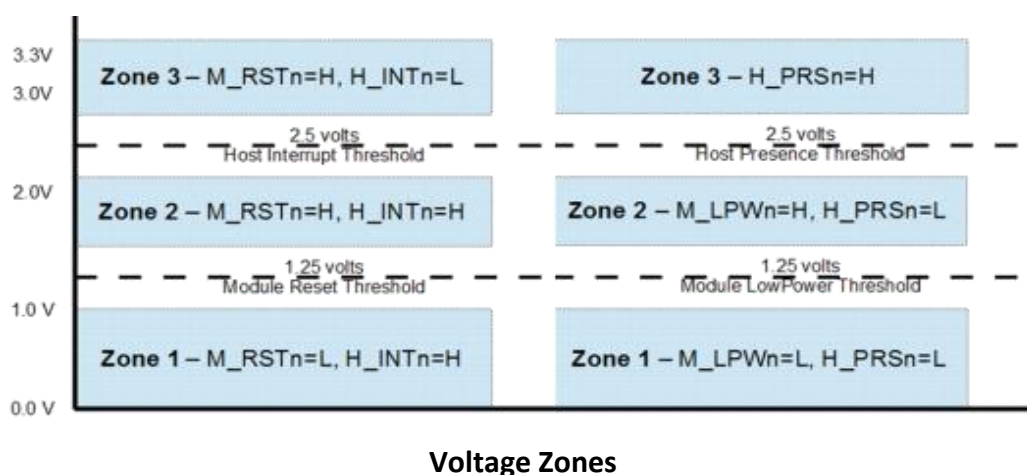 3.3V
Zone 3 – M_RSTn=H, H_INTn=L
Zone 3 – H_PRSn=H
3.0V
2.5 volts
Host Interrupt Threshold
2.5 volts
Host Presence Threshold
2.0V
Zone 2 – M_RSTn=H, H_INTn=H
Zone 2 – M_LPWn=H, H_PRSn=L
1.25 volts
Module Reset Threshold
1.25 volts
Module LowPower Threshold
1.0 V
Zone 1 – M_RSTn=L, H_INTn=H
Zone 1 – M_LPWn=L, H_PRSn=L
0.0 V
Voltage Zones